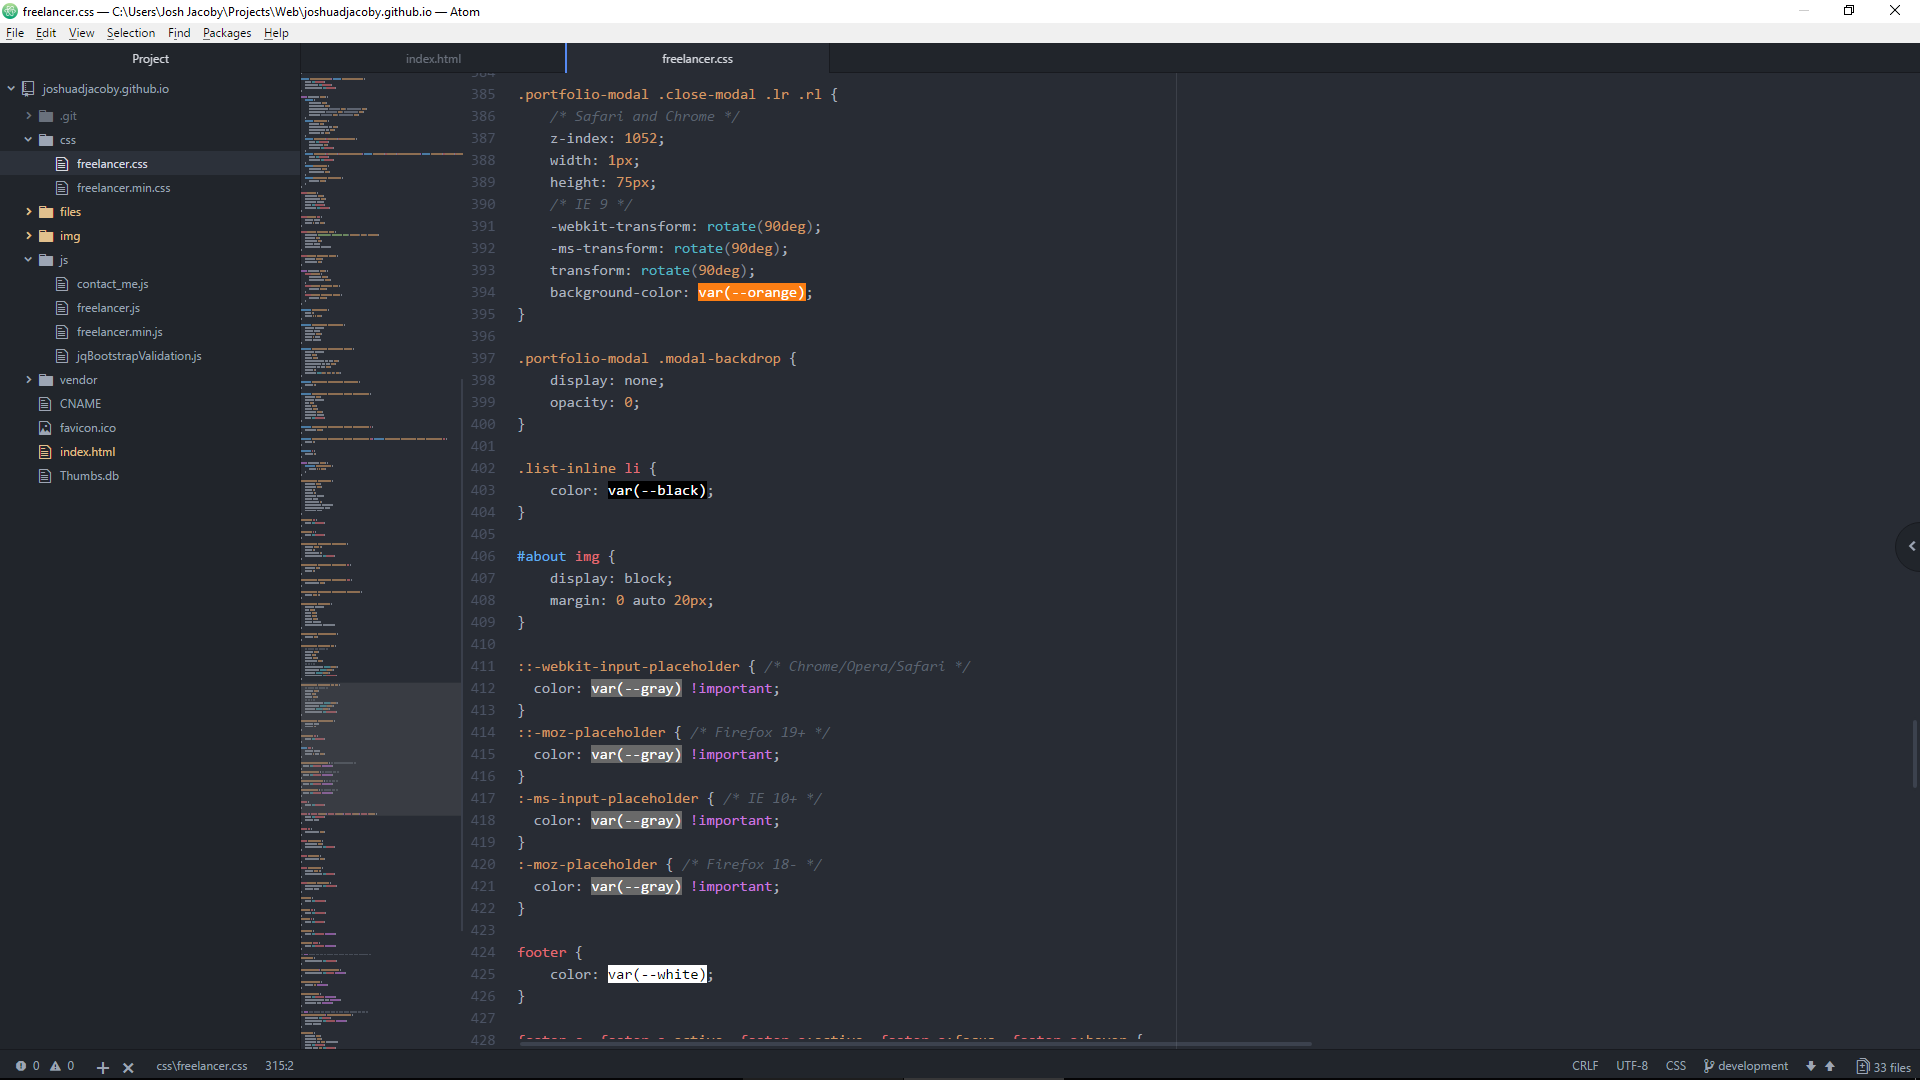 freelancer.css — C:\Users\Josh Jacoby\Projects\Web\joshuadjacoby.github.io — Atom
File Edit View Selection Find Packages Help
Project
index.html
freelancer.css
joshuadjacoby.github.io
.git
css
freelancer.css
freelancer.min.css
files
img
js
contact_me.js
freelancer.js
freelancer.min.js
jqBootstrapValidation.js
vendor
CNAME
favicon.ico
index.html
Thumbs.db
384
385 .portfolio-modal .close-modal .lr .rl {
386 /* Safari and Chrome */
387 z-index: 1052;
388 width: 1px;
389 height: 75px;
390 /* IE 9 */
391 -webkit-transform: rotate(90deg);
392 -ms-transform: rotate(90deg);
393 transform: rotate(90deg);
394 background-color: var(--orange);
395 }
396
397 .portfolio-modal .modal-backdrop {
398 display: none;
399 opacity: 0;
400 }
401
402 .list-inline li {
403 color: var(--black);
404 }
405
406 #about img {
407 display: block;
408 margin: 0 auto 20px;
409 }
410
411 ::-webkit-input-placeholder { /* Chrome/Opera/Safari */
412 color: var(--gray) !important;
413 }
414 ::-moz-placeholder { /* Firefox 19+ */
415 color: var(--gray) !important;
416 }
417 :-ms-input-placeholder { /* IE 10+ */
418 color: var(--gray) !important;
419 }
420 :-moz-placeholder { /* Firefox 18- */
421 color: var(--gray) !important;
422 }
423
424 footer {
425 color: var(--white);
426 }
427
428 footer a, footer a.active, footer a:active, footer a:focus, footer a:hover {
0 0 css\freelancer.css 315:2
CRLF UTF-8 CSS development 33 files